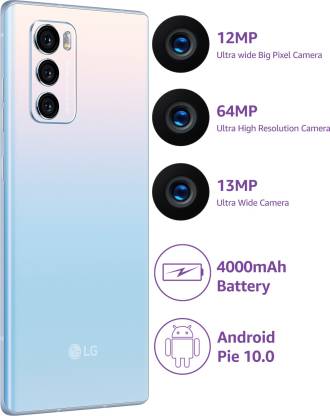 12MP
Ultra wide Big Pixel Camera
64MP
Ultra High Resolution Camera
13MP
Ultra Wide Camera
4000mAh
Battery
Android
Pie 10.0
LG